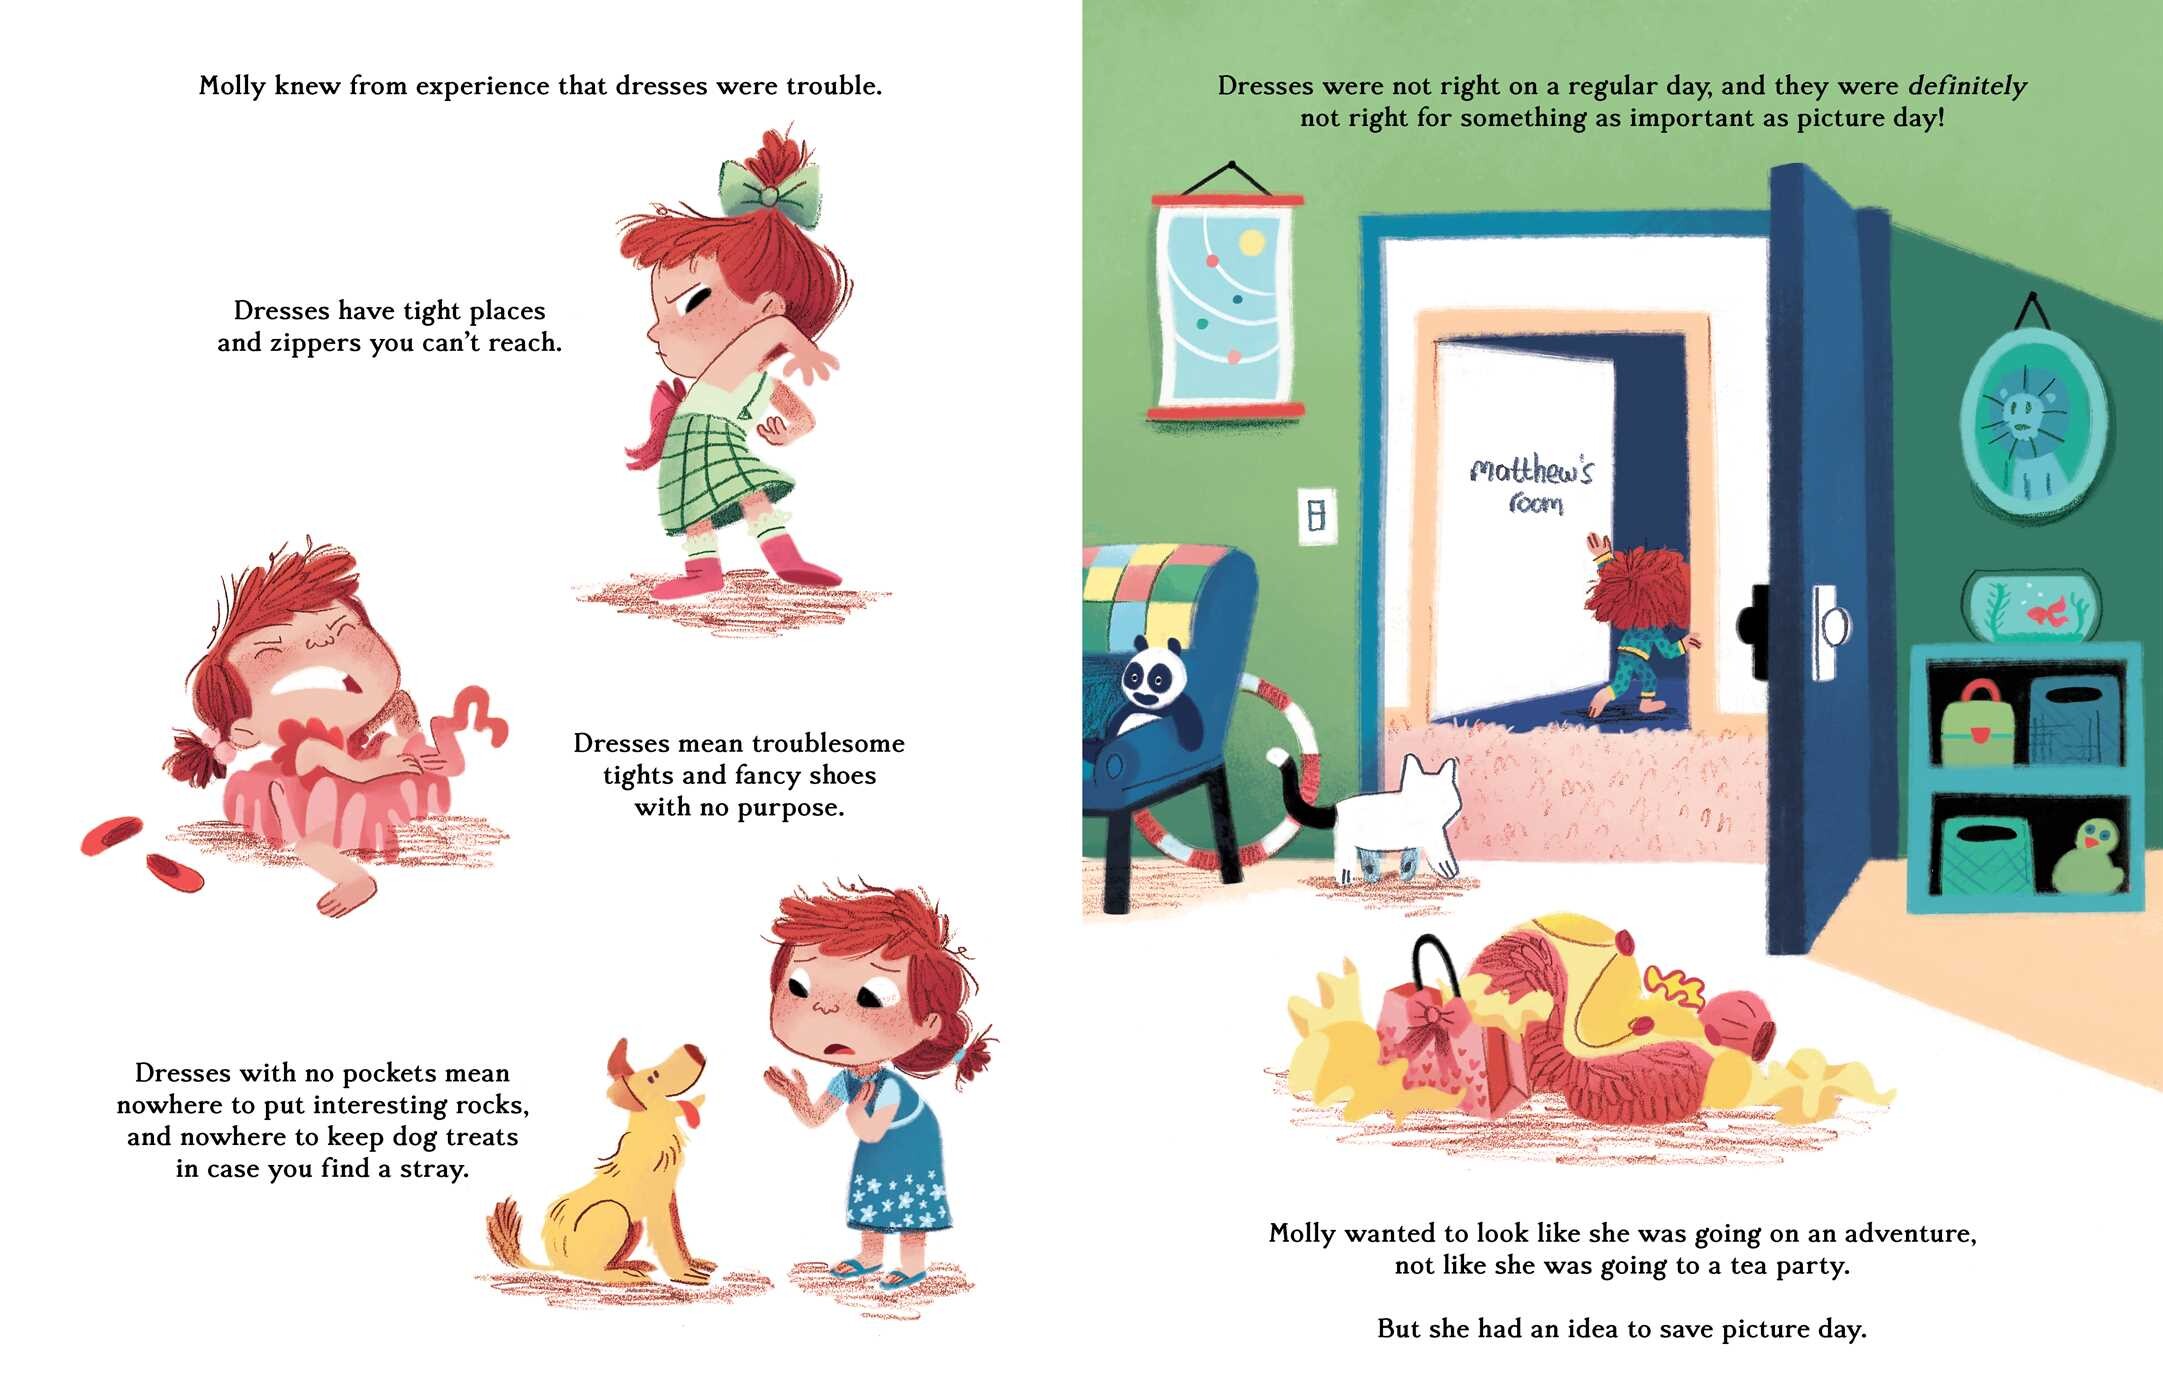 Molly knew from experience that dresses were trouble.
Dresses have tight places
and zippers you can't reach.
Dresses mean troublesome
tights and fancy shoes
with no purpose.
Dresses with no pockets mean
nowhere to put interesting rocks,
and nowhere to keep dog treats
in case you find a stray.
Dresses were not right on a regular day, and they were definitely
not right for something as important as picture day!
matthew's
room
Molly wanted to look like she was going on an adventure,
not like she was going to a tea party.
But she had an idea to save picture day.